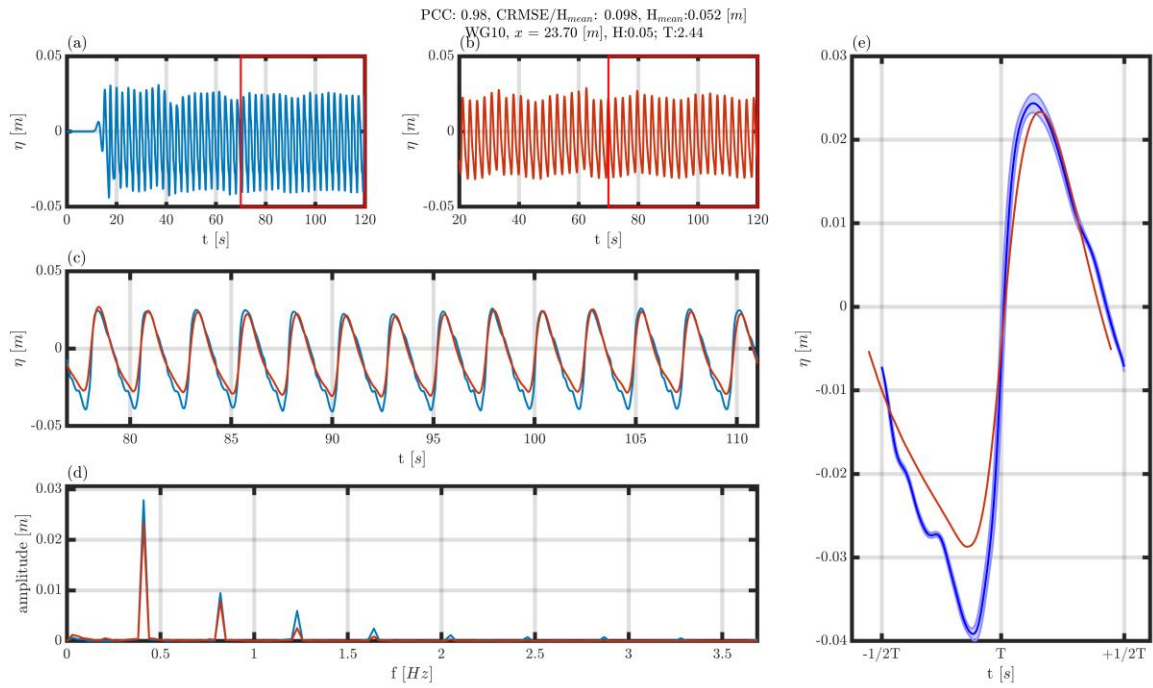 PCC: 0.98, CRMSE/Hmean: 0.098, Hmean:0.052 [m]
WG10, x = 23.70 [m], H:0.05; T:2.44
(a)
0.05
0
-0.05
η [m]
0 20 40 60 80 100 120
t [s]
(b)
0.05
0
-0.05
η [m]
20 40 60 80 100 120
t [s]
(c)
0.05
0
-0.05
η [m]
80 85 90 95 100 105 110
t [s]
(d)
0.03
0.02
0.01
0
amplitude [m]
0 0.5 1 1.5 2 2.5 3 3.5
f [Hz]
(e)
0.03
0.02
0.01
0
-0.01
-0.02
-0.03
-0.04
η [m]
-1/2T T +1/2T
t [s]